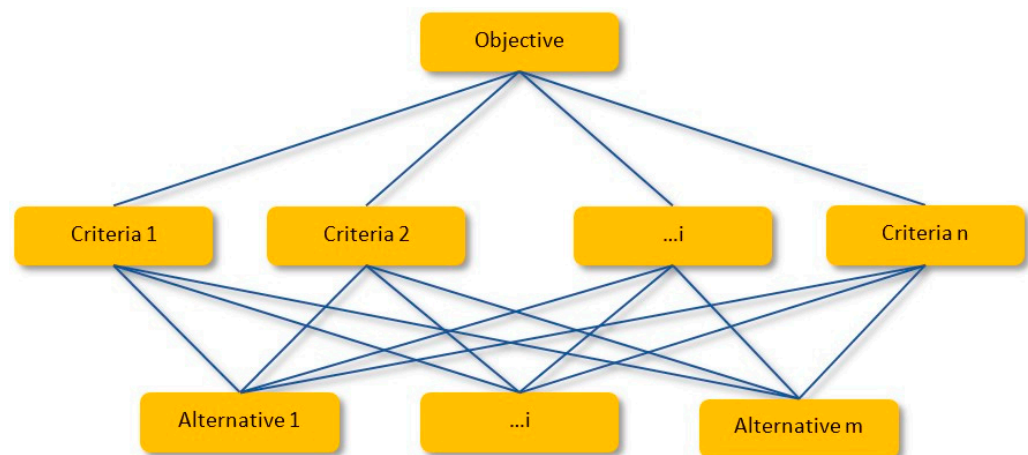 Objective
Criteria 1
Criteria 2
...i
Criteria n
Alternative 1
...i
Alternative m